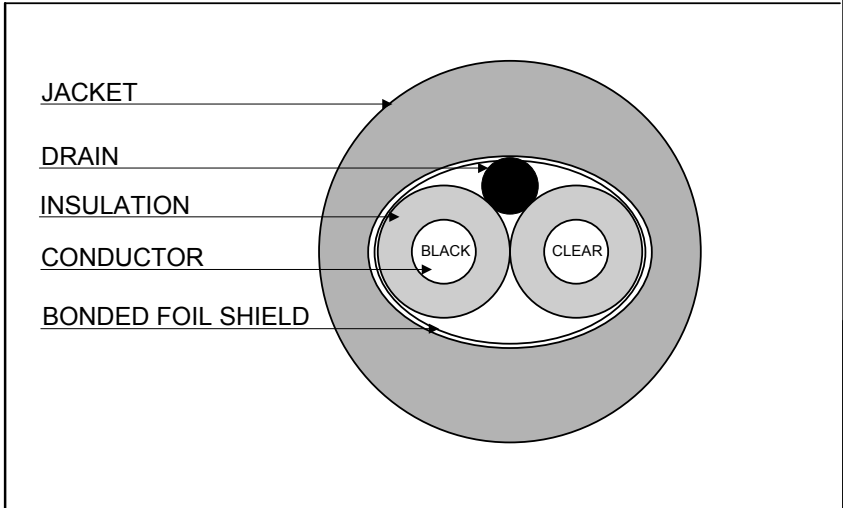 JACKET
DRAIN
INSULATION
CONDUCTOR
BONDED FOIL SHIELD
BLACK
CLEAR